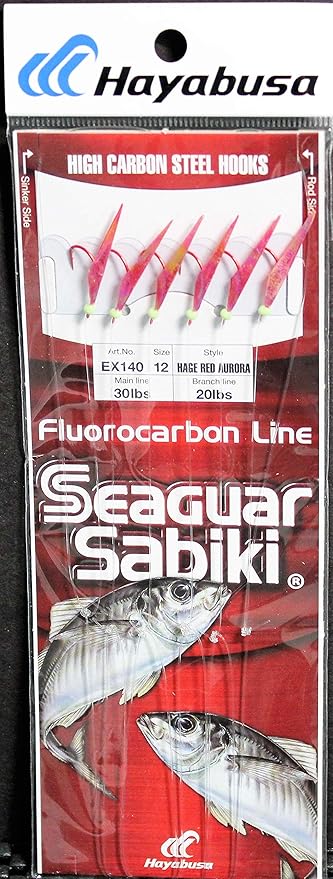 Hayabusa
HIGH CARBON STEEL HOOKS
Sinker Side
Rod Side
Art.No. Size Style
EX140 12 HAGE RED AURORA
Main line Branch line
30lbs 20lbs
Fluorocarbon Line
Seaguar
Sabiki®
Hayabusa